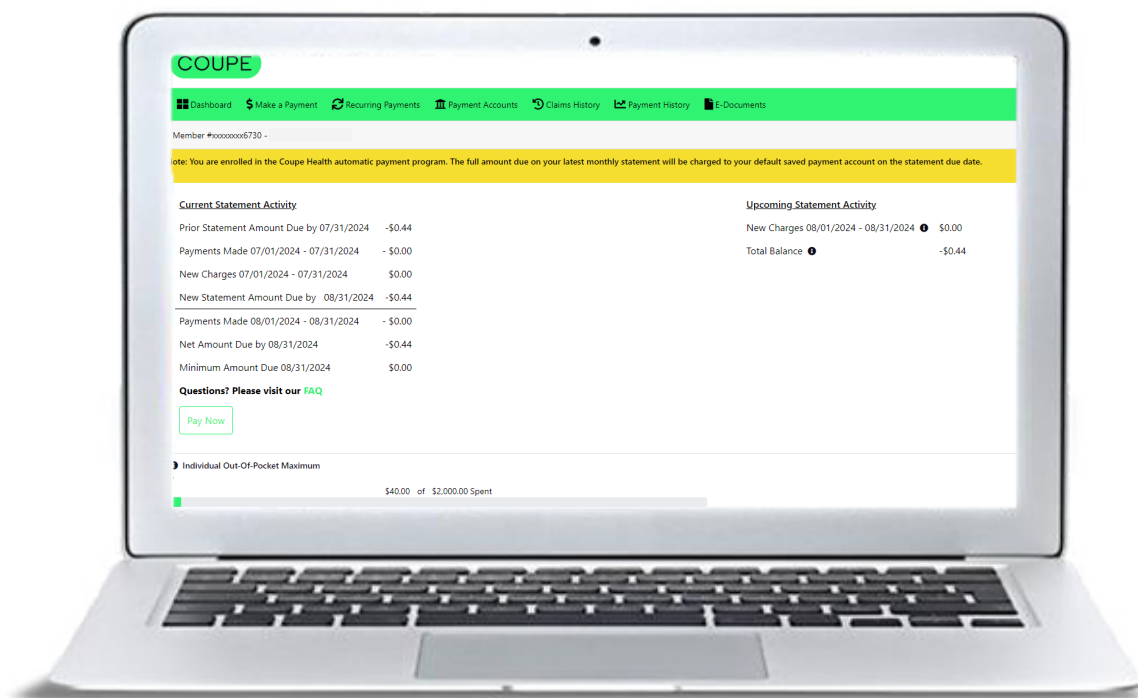 COUPE
Dashboard $ Make a Payment Recurring Payments Payment Accounts Claims History Payment History E-Documents
Member #xxxxxxxx6730 -
ote: You are enrolled in the Coupe Health automatic payment program. The full amount due on your latest monthly statement will be charged to your default saved payment account on the statement due date.
Current Statement Activity
Prior Statement Amount Due by 07/31/2024 -$0.44
Payments Made 07/01/2024 - 07/31/2024 - $0.00
New Charges 07/01/2024 - 07/31/2024 $0.00
New Statement Amount Due by 08/31/2024 -$0.44
Payments Made 08/01/2024 - 08/31/2024 - $0.00
Net Amount Due by 08/31/2024 -$0.44
Minimum Amount Due 08/31/2024 $0.00
Questions? Please visit our FAQ
Pay Now
Upcoming Statement Activity
New Charges 08/01/2024 - 08/31/2024 $0.00
Total Balance -$0.44
Individual Out-Of-Pocket Maximum
$40.00 of $2,000.00 Spent